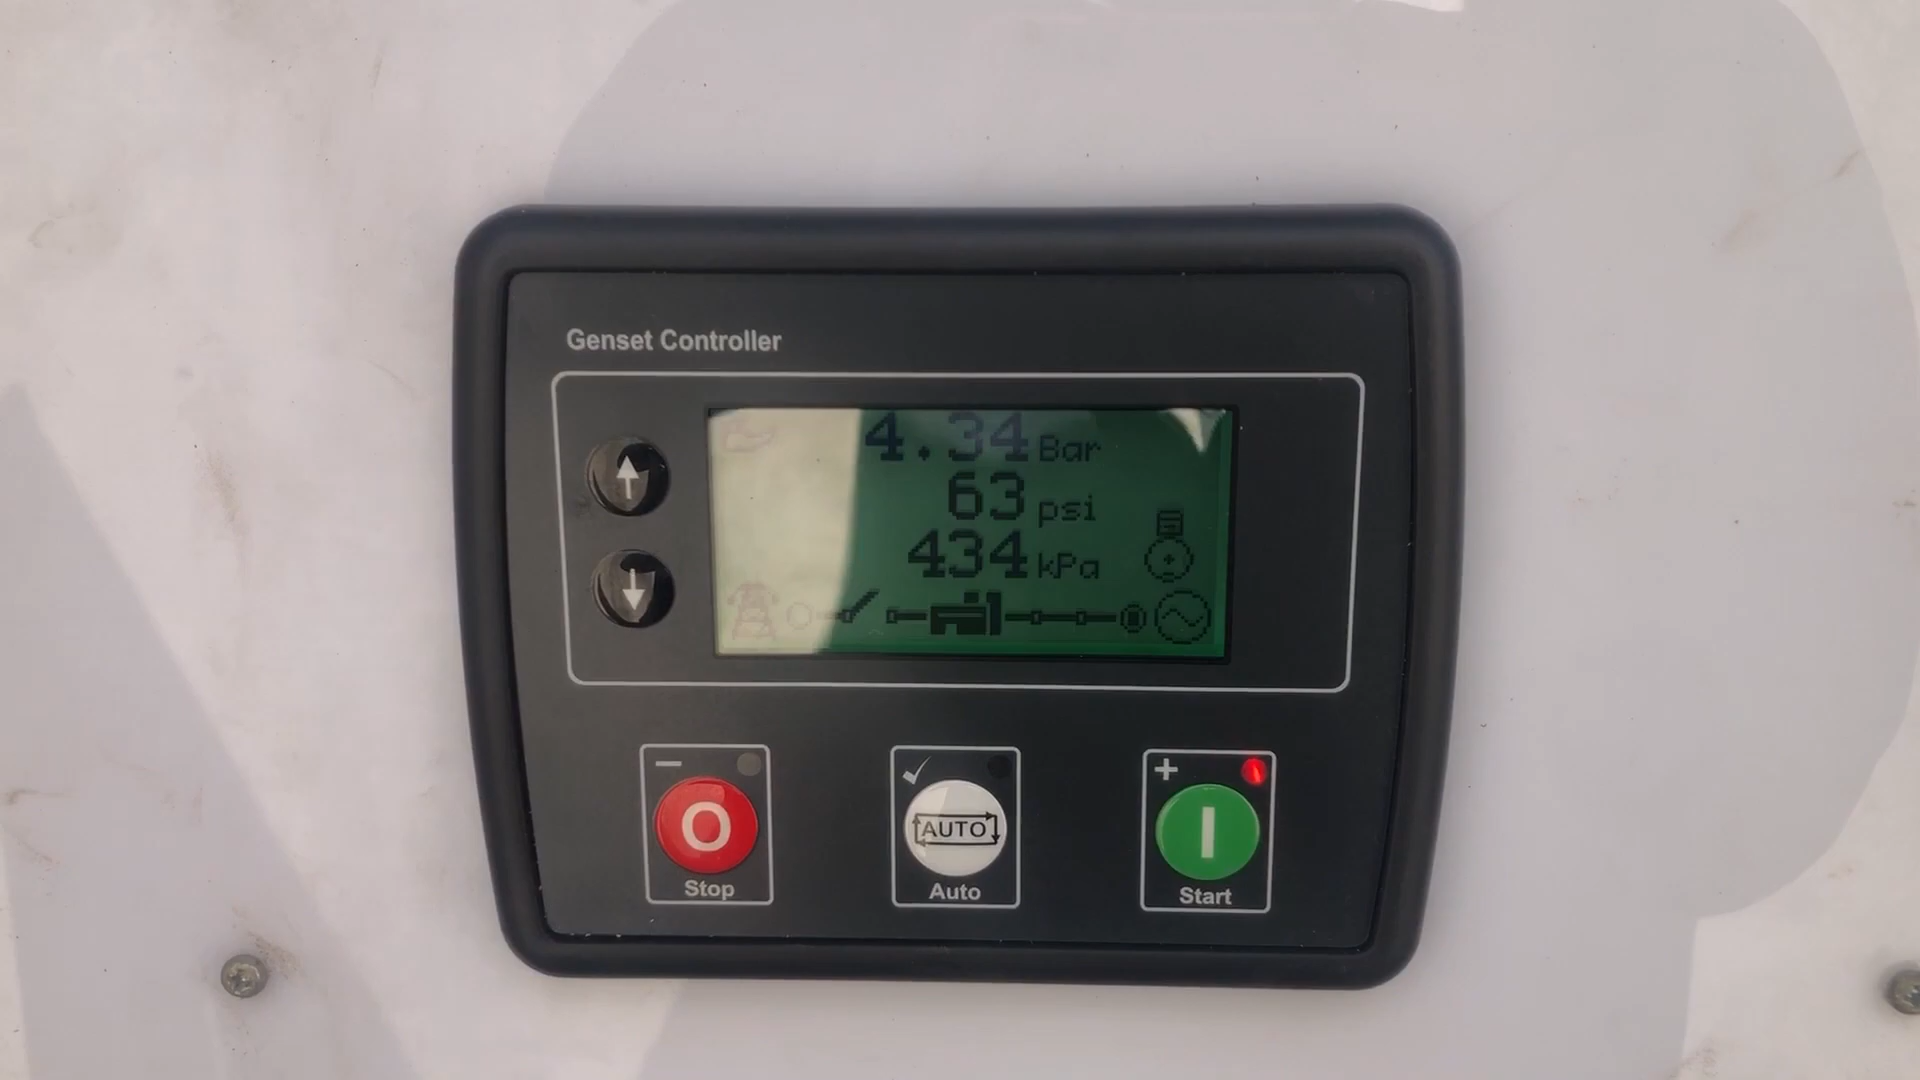 Genset Controller
4.34 Bar
63 psi
434 kPa
O
Stop
AUTO
Auto
I
Start